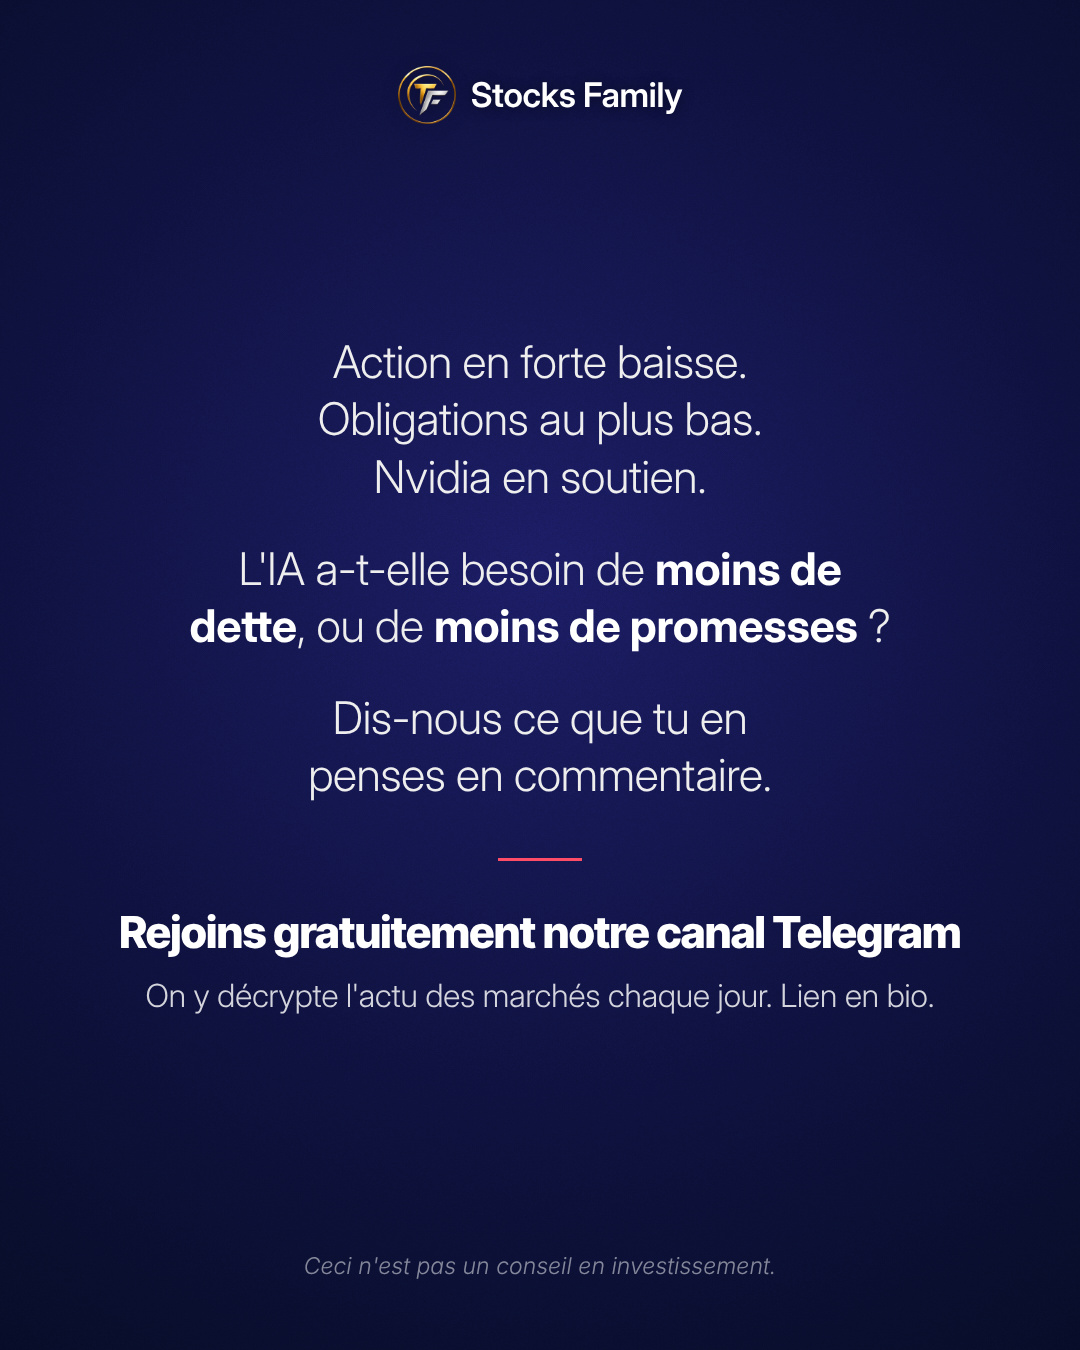 TF Stocks Family
Action en forte baisse.
Obligations au plus bas.
Nvidia en soutien.
L'IA a-t-elle besoin de moins de
dette, ou de moins de promesses ?
Dis-nous ce que tu en
penses en commentaire.
Rejoins gratuitement notre canal Telegram
On y décrypte l'actu des marchés chaque jour. Lien en bio.
Ceci n'est pas un conseil en investissement.